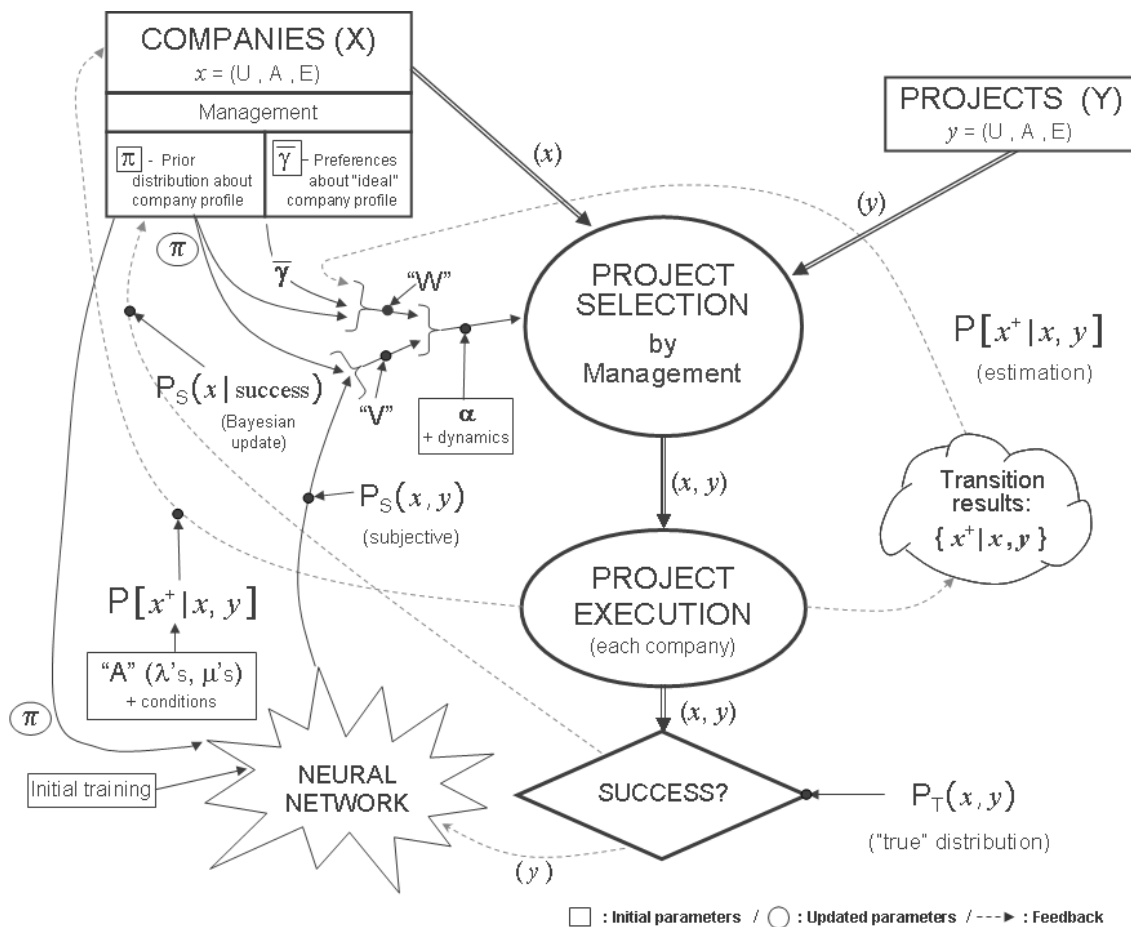 COMPANIES (X)
x = (U , A , E)
Management
π - Prior
distribution about
company profile
γ̅ – Preferences
about "ideal"
company profile
PROJECTS (Y)
y = (U , A , E)
(x)
(y)
π
γ̅
"W"
"V"
α
+ dynamics
PROJECT
SELECTION
by
Management
P[x⁺|x, y]
(estimation)
P_S(x | success)
(Bayesian
update)
P_S(x, y)
(subjective)
(x, y)
Transition
results:
{ x⁺| x, y }
PROJECT
EXECUTION
(each company)
P[x⁺|x, y]
"A" (λ's, μ's)
+ conditions
(x, y)
π
Initial training
NEURAL
NETWORK
SUCCESS?
P_T(x, y)
("true" distribution)
(y)
: Initial parameters / : Updated parameters / : Feedback